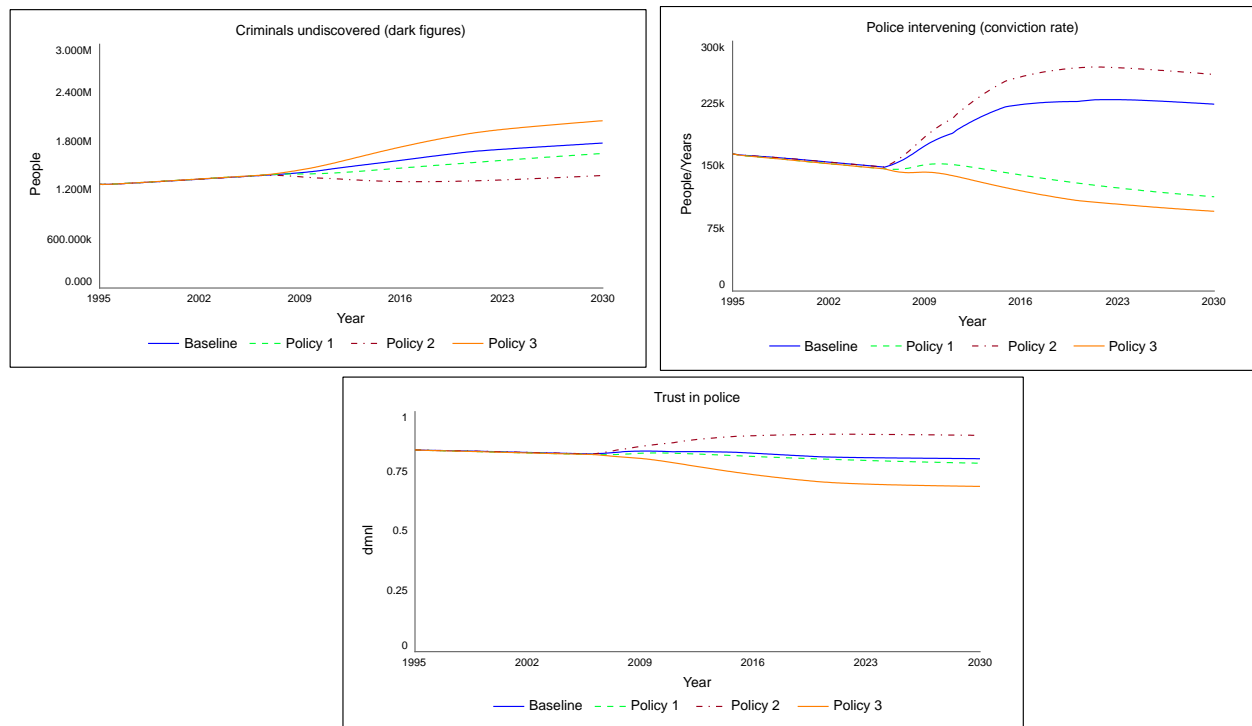 Criminals undiscovered (dark figures)
3.000M
2.400M
1.800M
1.200M
600.000k
0.000
People
1995 2002 2009 2016 2023 2030
Year
Baseline Policy 1 Policy 2 Policy 3
Police intervening (conviction rate)
300k
225k
150k
75k
0
People/Years
1995 2002 2009 2016 2023 2030
Year
Baseline Policy 1 Policy 2 Policy 3
Trust in police
1
0.75
0.5
0.25
0
dmnl
1995 2002 2009 2016 2023 2030
Year
Baseline Policy 1 Policy 2 Policy 3